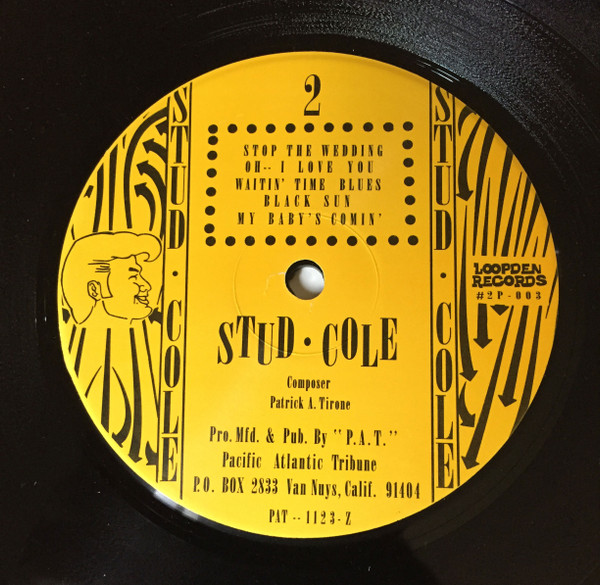 2
STOP THE WEDDING
OH-- I LOVE YOU
WAITIN' TIME BLUES
BLACK SUN
MY BABY'S COMIN'
STUD • COLE
STUD • COLE
LOOPDEN
RECORDS
#2P-003
STUD • COLE
Composer
Patrick A. Tirone
Pro. Mfd. & Pub. By "P.A.T."
Pacific Atlantic Tribune
P.O. BOX 2833 Van Nuys, Calif. 91404
PAT -- 1123-Z